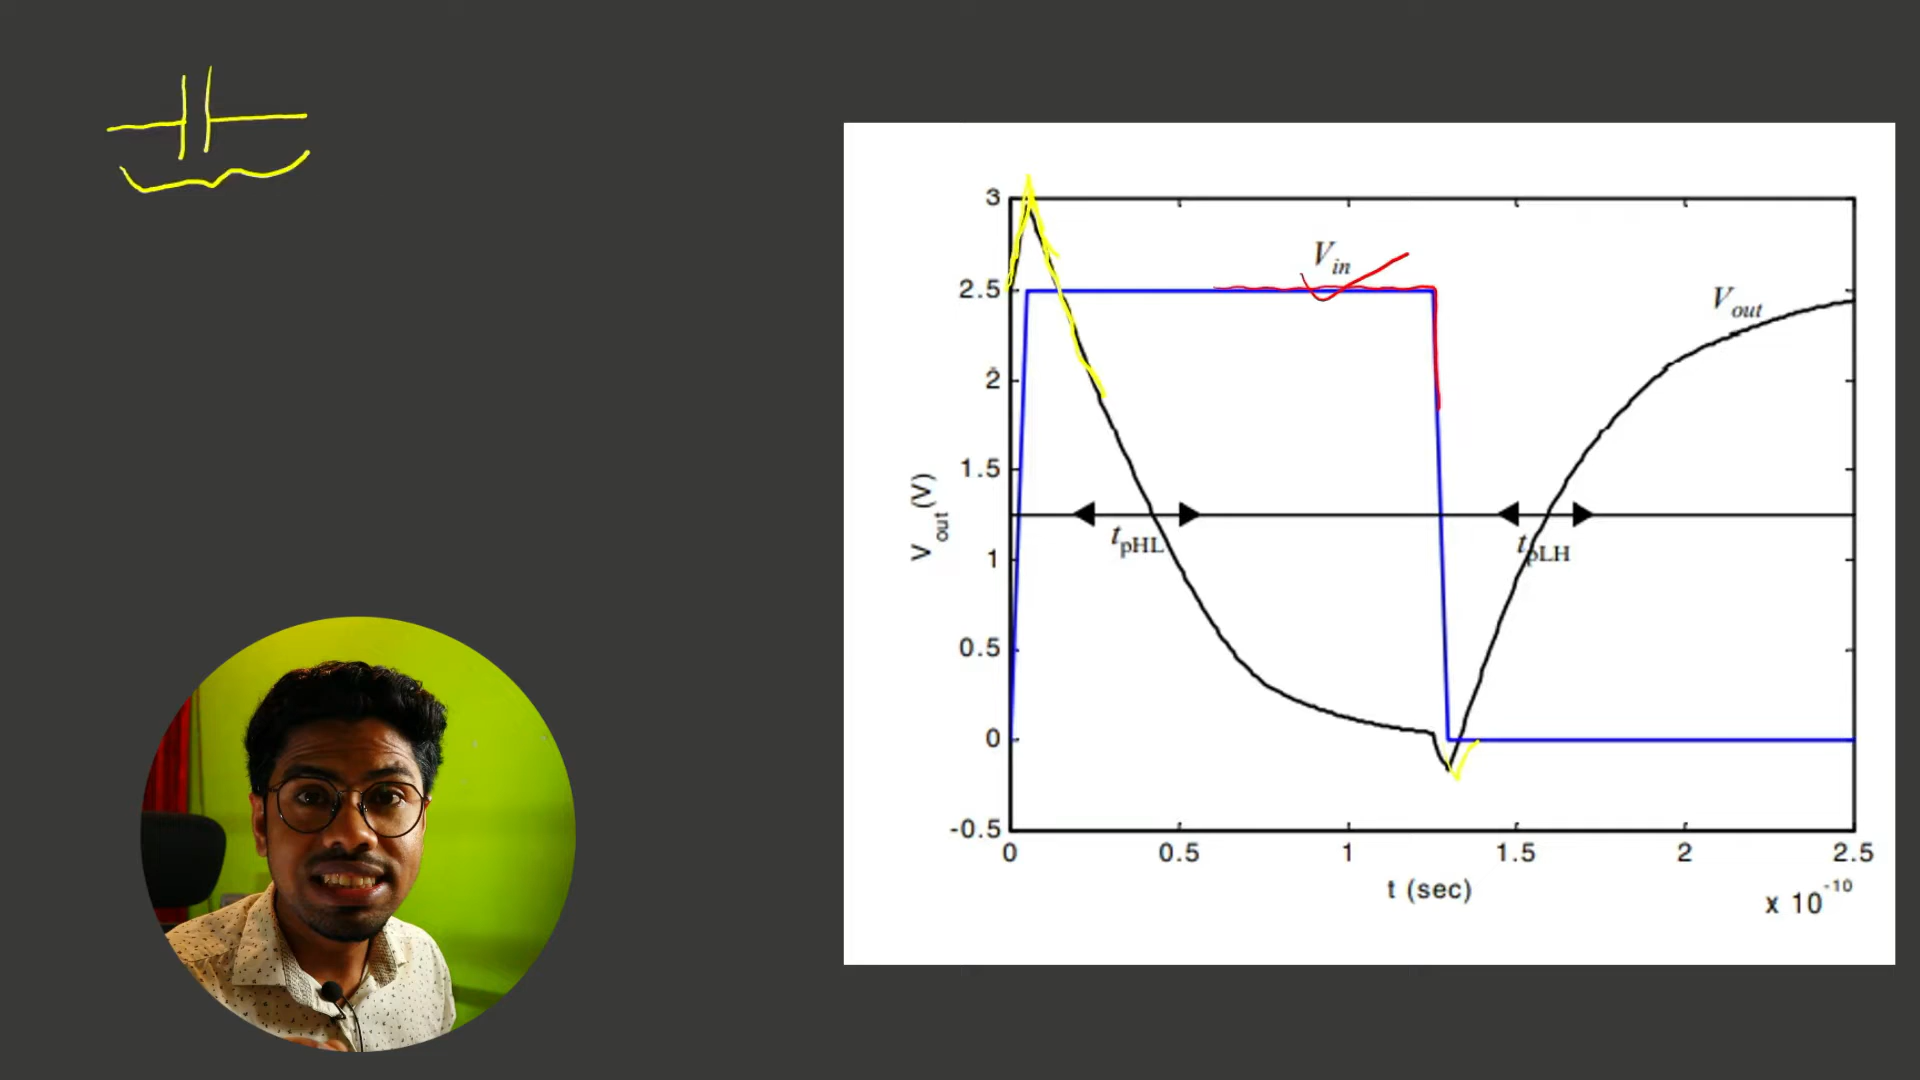 3
2.5
2
1.5
1
0.5
0
-0.5
V_out (V)
V_in
V_out
t_pHL
t_pLH
0 0.5 1 1.5 2 2.5
t (sec)
x 10^-10